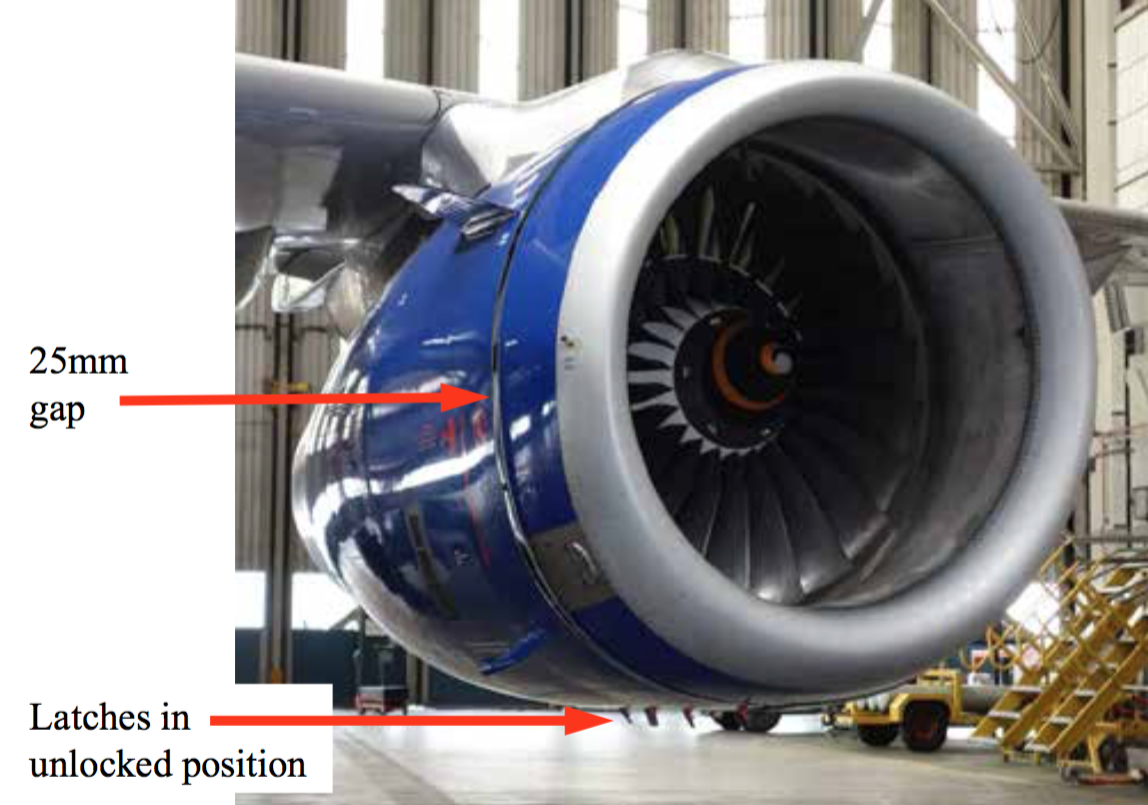 25mm
gap
Latches in
unlocked position